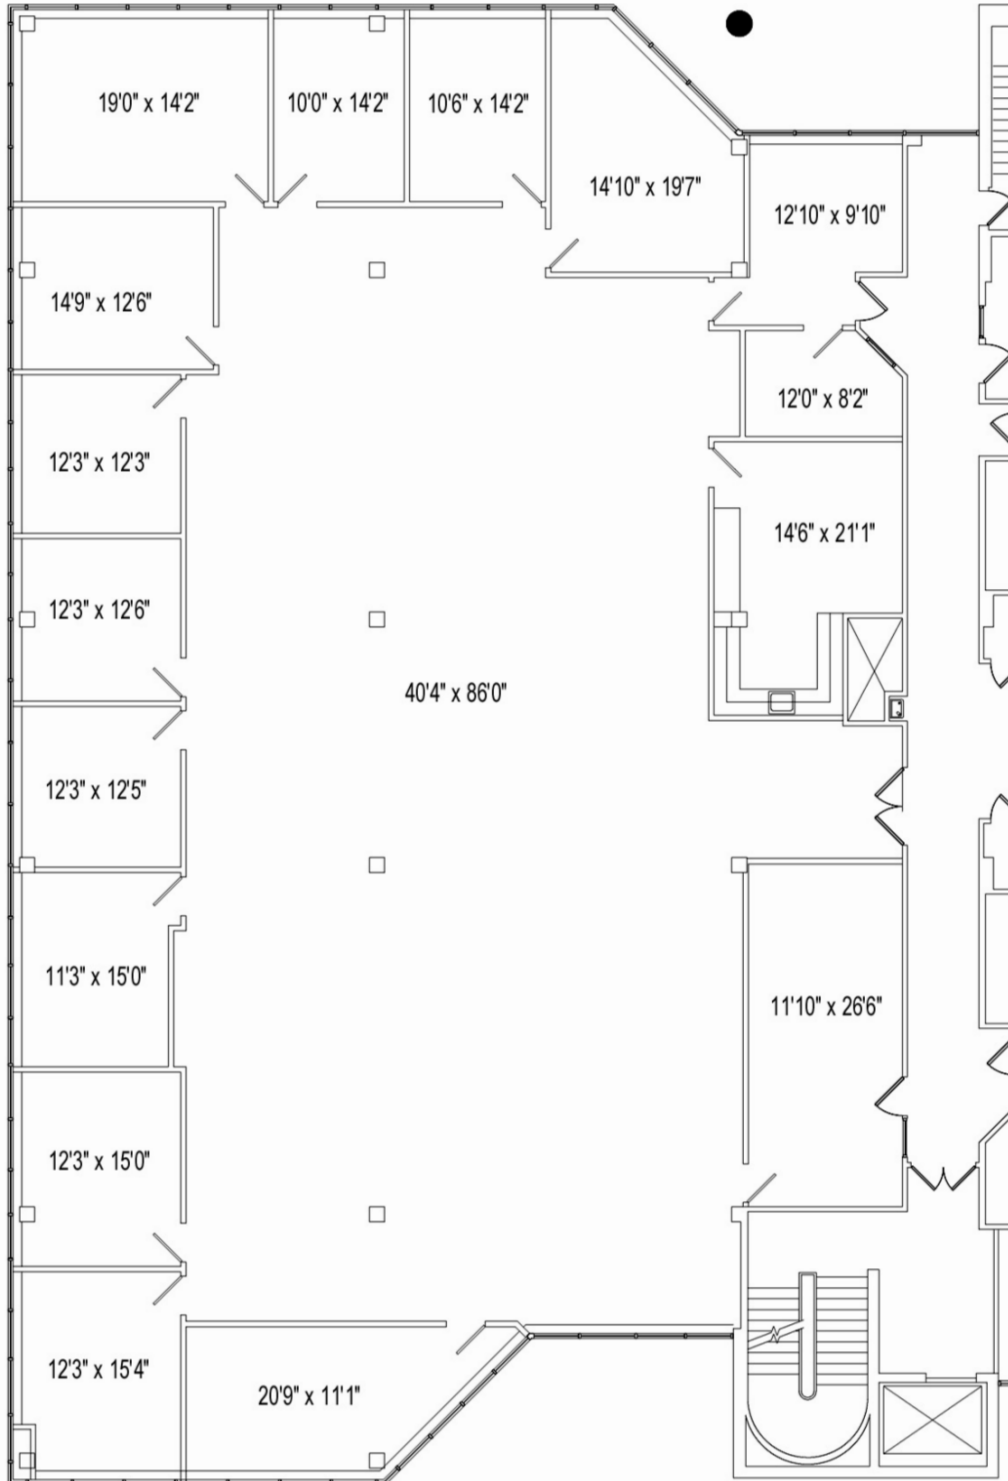 19'0" x 14'2"
10'0" x 14'2"
10'6" x 14'2"
14'10" x 19'7"
12'10" x 9'10"
14'9" x 12'6"
12'0" x 8'2"
12'3" x 12'3"
14'6" x 21'1"
12'3" x 12'6"
40'4" x 86'0"
12'3" x 12'5"
11'3" x 15'0"
11'10" x 26'6"
12'3" x 15'0"
12'3" x 15'4"
20'9" x 11'1"